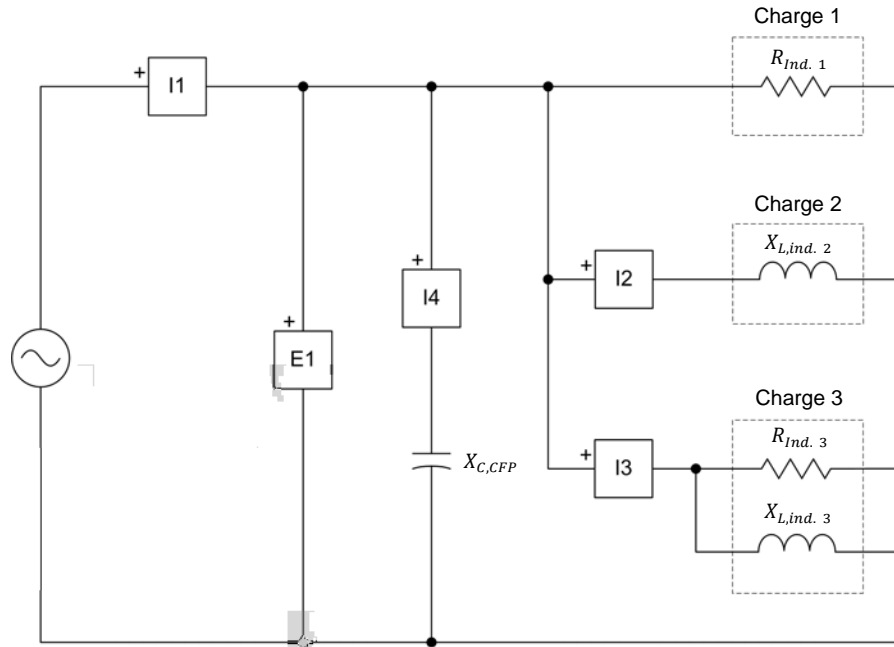 Charge 1
R_{Ind. 1}
+
I1
Charge 2
X_{L,ind. 2}
+
I2
+
I4
+
E1
Charge 3
R_{Ind. 3}
X_{C,CFP}
+
I3
X_{L,ind. 3}